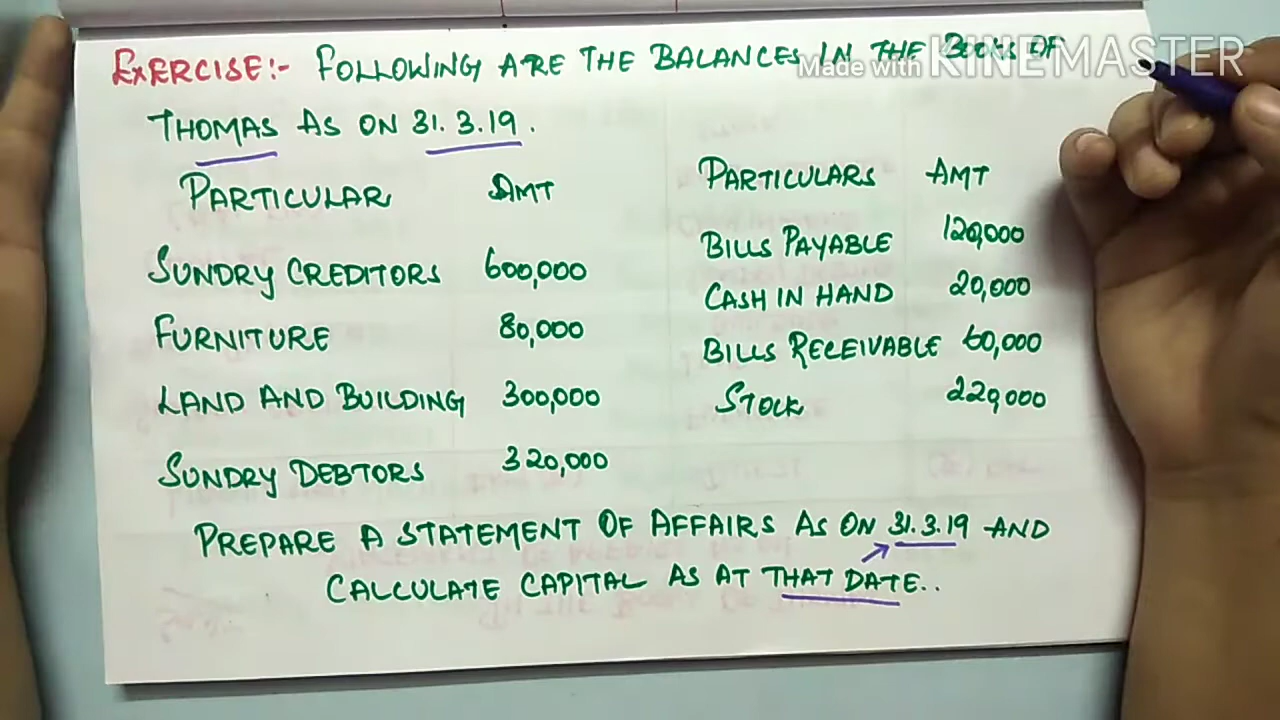 EXERCISE:- FOLLOWING ARE THE BALANCES IN THE BOOKS OF
Made with KINEMASTER
THOMAS AS ON 31.3.19.
PARTICULAR AMT PARTICULARS AMT
SUNDRY CREDITORS 600,000 BILLS PAYABLE 120,000
FURNITURE 80,000 CASH IN HAND 20,000
LAND AND BUILDING 300,000 BILLS RECEIVABLE 60,000
SUNDRY DEBTORS 320,000 STOCK 220,000
PREPARE A STATEMENT OF AFFAIRS AS ON 31.3.19 AND
CALCULATE CAPITAL AS AT THAT DATE..